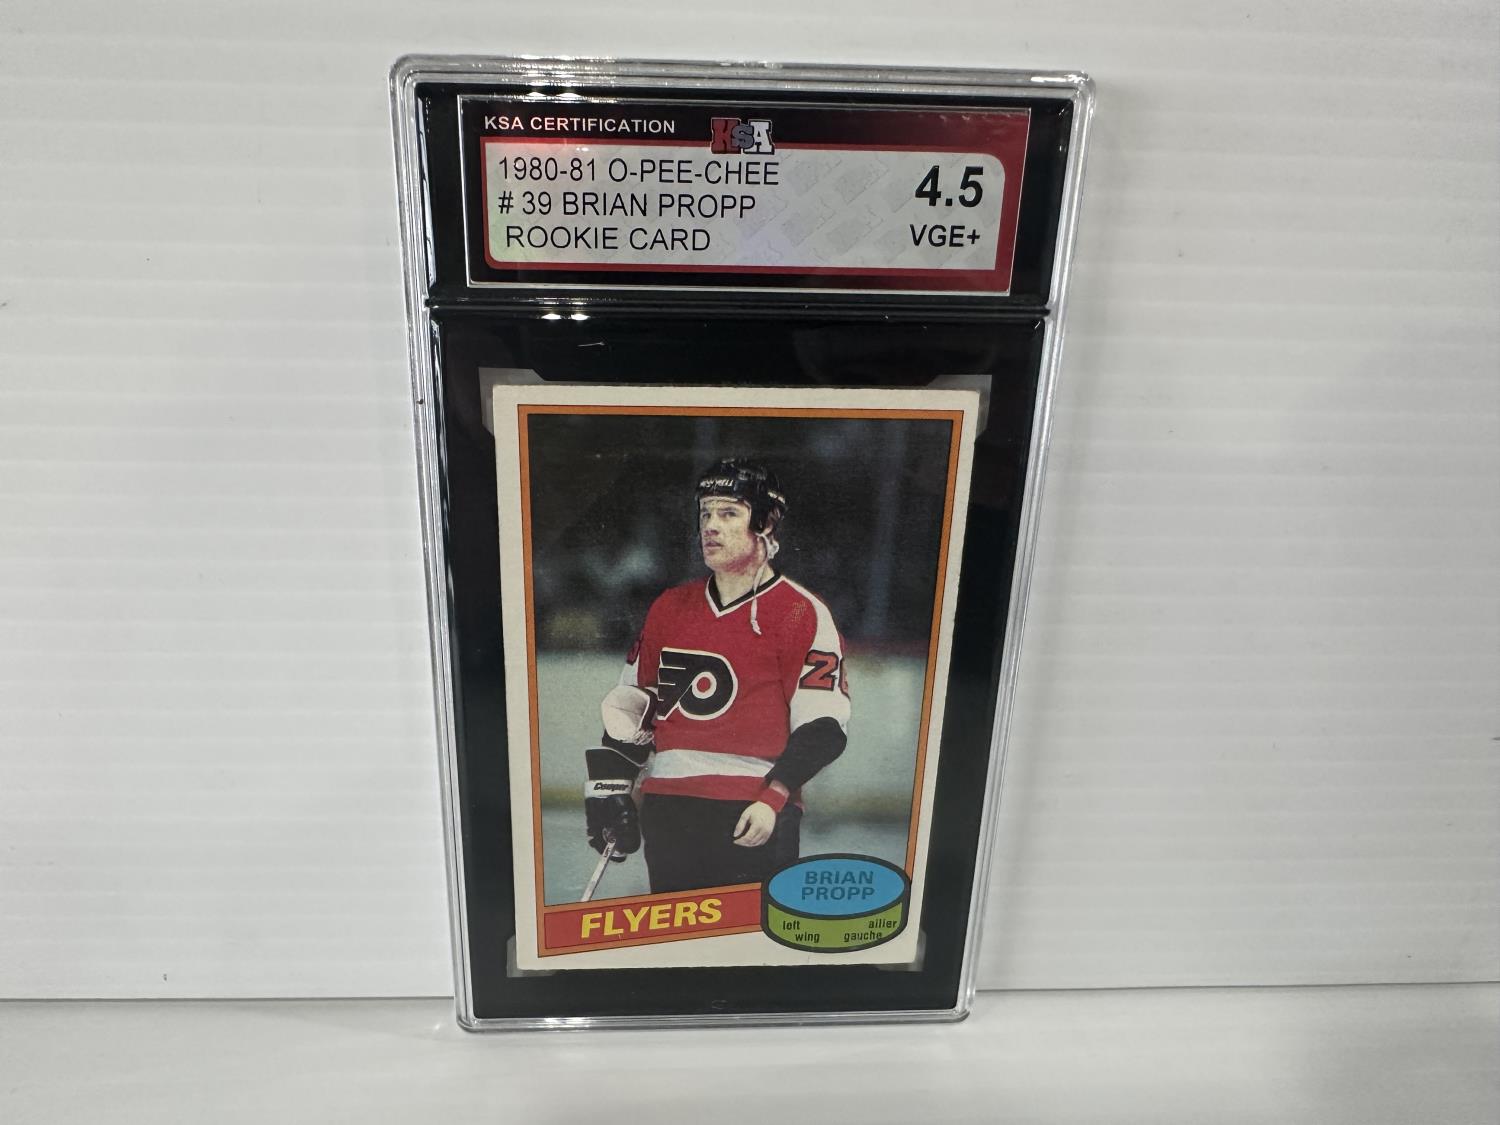 KSA CERTIFICATION
KSA
1980-81 O-PEE-CHEE
# 39 BRIAN PROPP
ROOKIE CARD
4.5
VGE+
Cooper
FLYERS
BRIAN
PROPP
left ailier
wing gauche